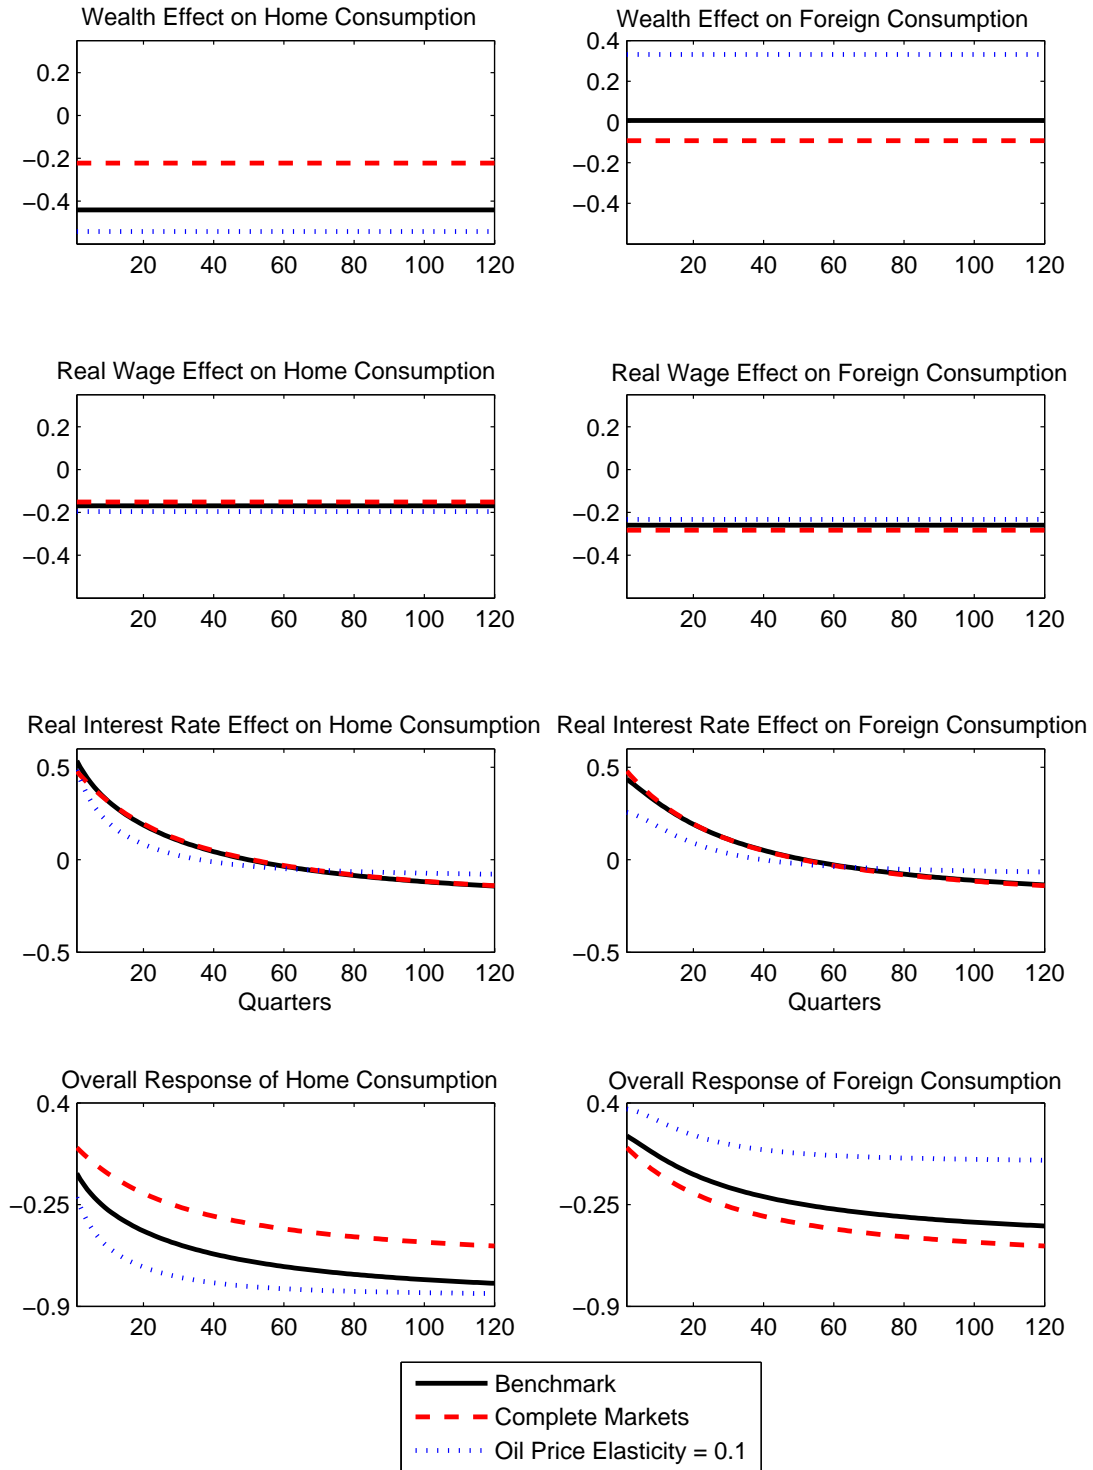 Wealth Effect on Home Consumption
0.2
0
−0.2
−0.4
20 40 60 80 100 120
Wealth Effect on Foreign Consumption
0.4
0.2
0
−0.2
−0.4
20 40 60 80 100 120
Real Wage Effect on Home Consumption
0.2
0
−0.2
−0.4
20 40 60 80 100 120
Real Wage Effect on Foreign Consumption
0.2
0
−0.2
−0.4
20 40 60 80 100 120
Real Interest Rate Effect on Home Consumption
0.5
0
−0.5
20 40 60 80 100 120
Quarters
Real Interest Rate Effect on Foreign Consumption
0.5
0
−0.5
20 40 60 80 100 120
Quarters
Overall Response of Home Consumption
0.4
−0.25
−0.9
20 40 60 80 100 120
Overall Response of Foreign Consumption
0.4
−0.25
−0.9
20 40 60 80 100 120
Benchmark
Complete Markets
Oil Price Elasticity = 0.1